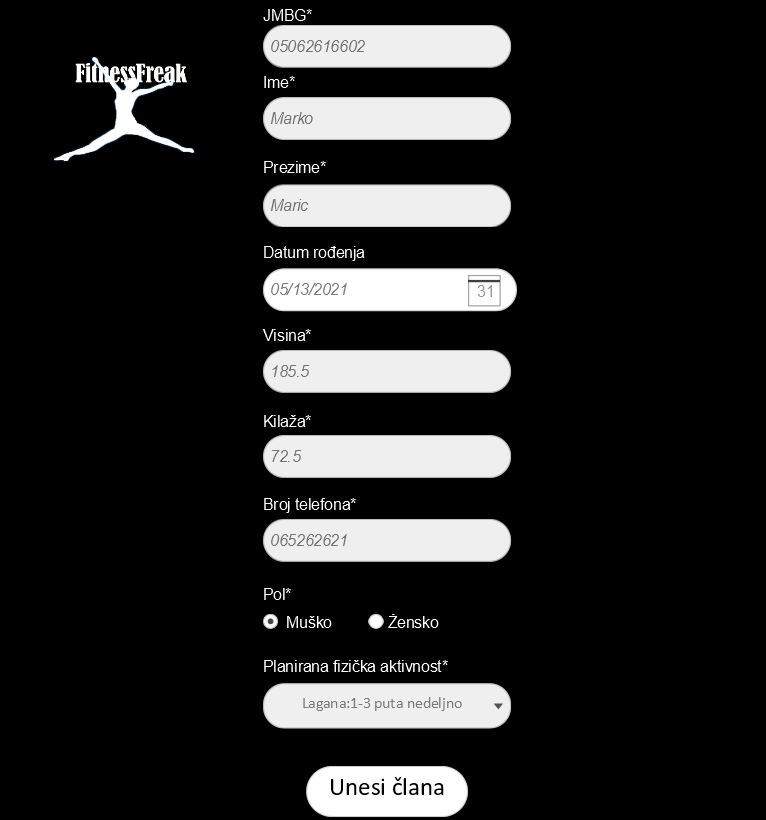 JMBG*
05062616602
FitnessFreak
Ime*
Marko
Prezime*
Maric
Datum rođenja
05/13/2021
31
Visina*
185.5
Kilaža*
72.5
Broj telefona*
065262621
Pol*
Muško Žensko
Planirana fizička aktivnost*
Lagana:1-3 puta nedeljno
Unesi člana